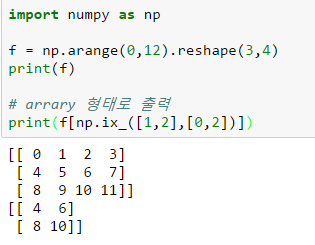 import numpy as np
f = np.arange(0,12).reshape(3,4)
print(f)
# arrary 형태로 출력
print(f[np.ix_([1,2],[0,2])])
[[ 0  1  2  3]
 [ 4  5  6  7]
 [ 8  9 10 11]]
[[ 4  6]
 [ 8 10]]